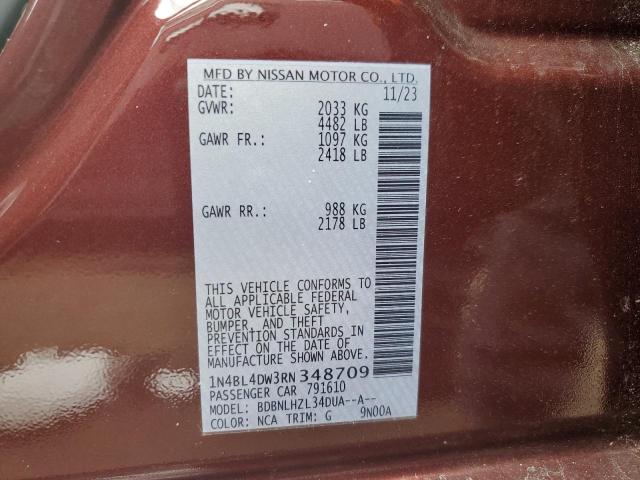 MFD BY NISSAN MOTOR CO., LTD.
DATE: 11/23
GVWR: 2033 KG
4482 LB
GAWR FR.: 1097 KG
2418 LB
GAWR RR.: 988 KG
2178 LB
THIS VEHICLE CONFORMS TO
ALL APPLICABLE FEDERAL
MOTOR VEHICLE SAFETY,
BUMPER, AND THEFT
PREVENTION STANDARDS IN
EFFECT ON THE DATE OF
MANUFACTURE SHOWN ABOVE.
1N4BL4DW3RN348709
PASSENGER CAR 791610
MODEL: BDBNLHZL34DUA--A--
COLOR: NCA TRIM: G 9N00A